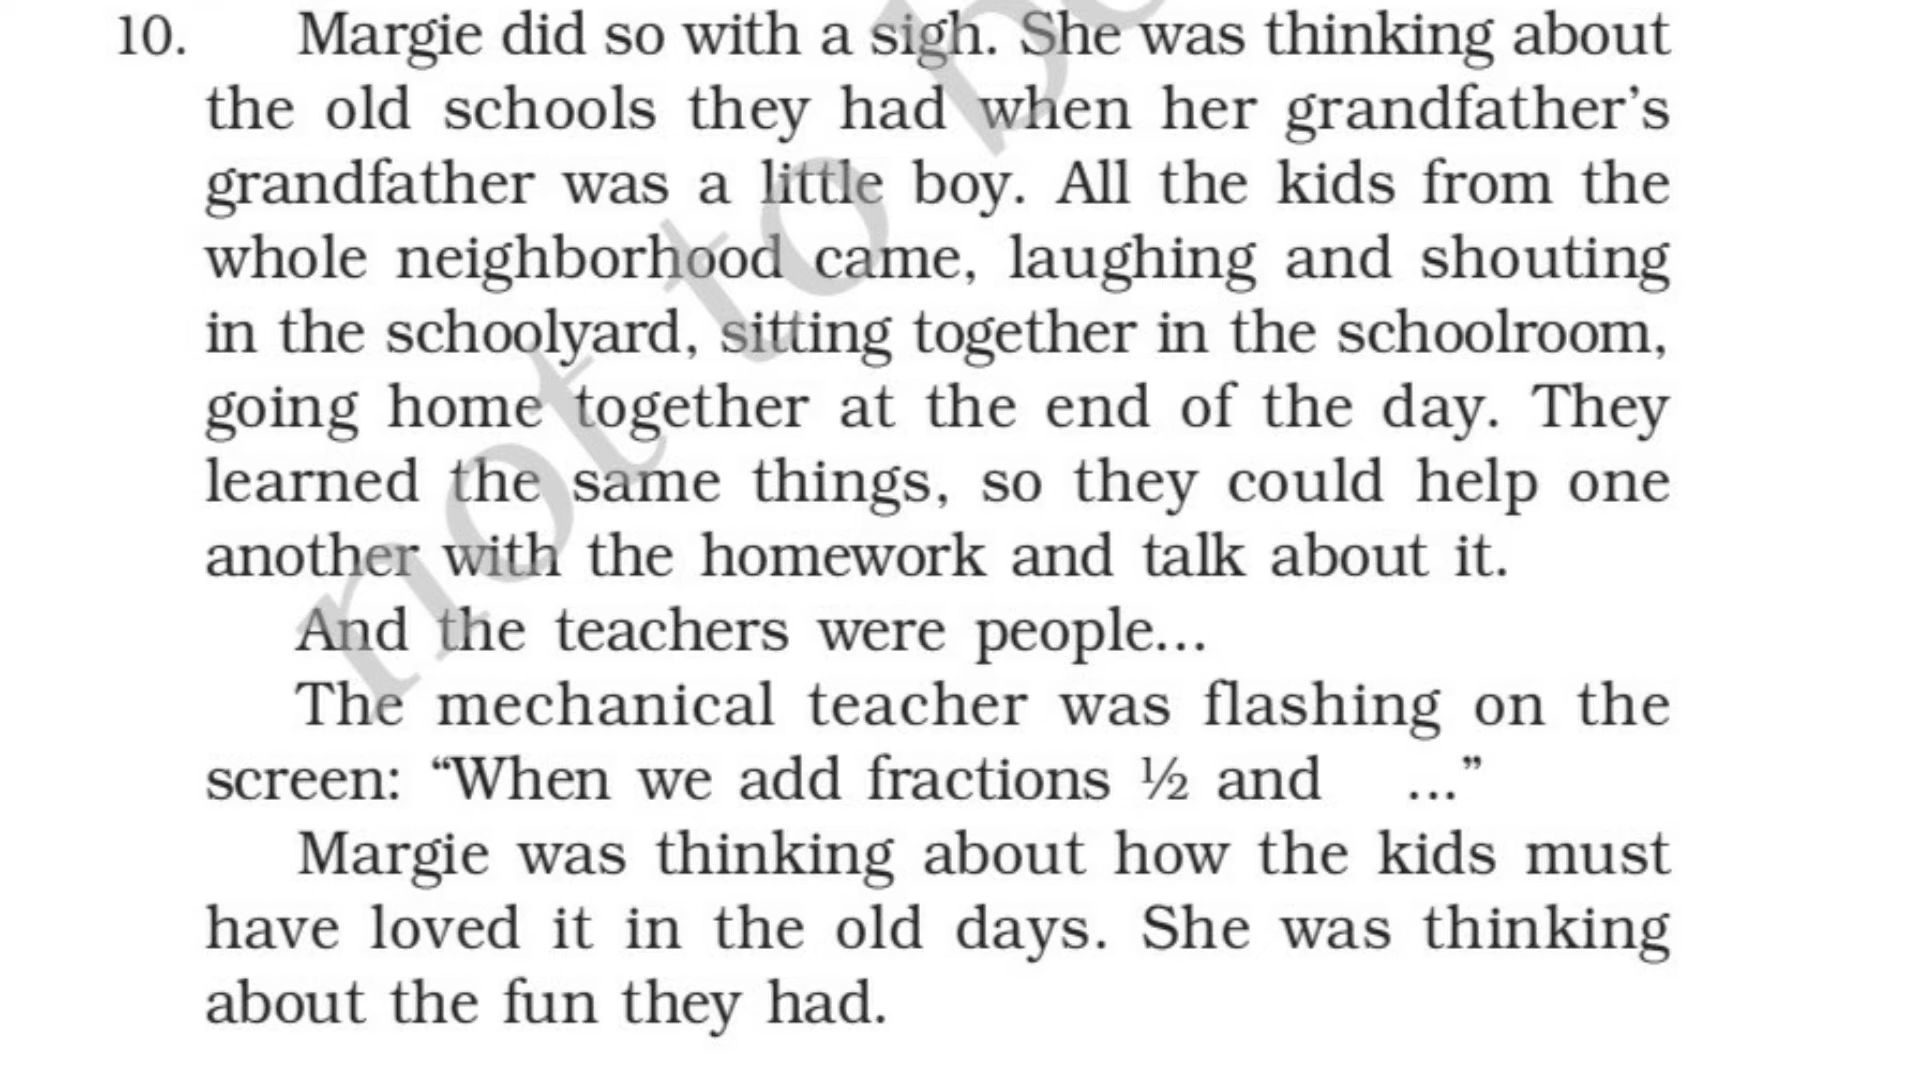 10. Margie did so with a sigh. She was thinking about
the old schools they had when her grandfather’s
grandfather was a little boy. All the kids from the
whole neighborhood came, laughing and shouting
in the schoolyard, sitting together in the schoolroom,
going home together at the end of the day. They
learned the same things, so they could help one
another with the homework and talk about it.
And the teachers were people...
The mechanical teacher was flashing on the
screen: “When we add fractions ½ and ...”
Margie was thinking about how the kids must
have loved it in the old days. She was thinking
about the fun they had.
not to be